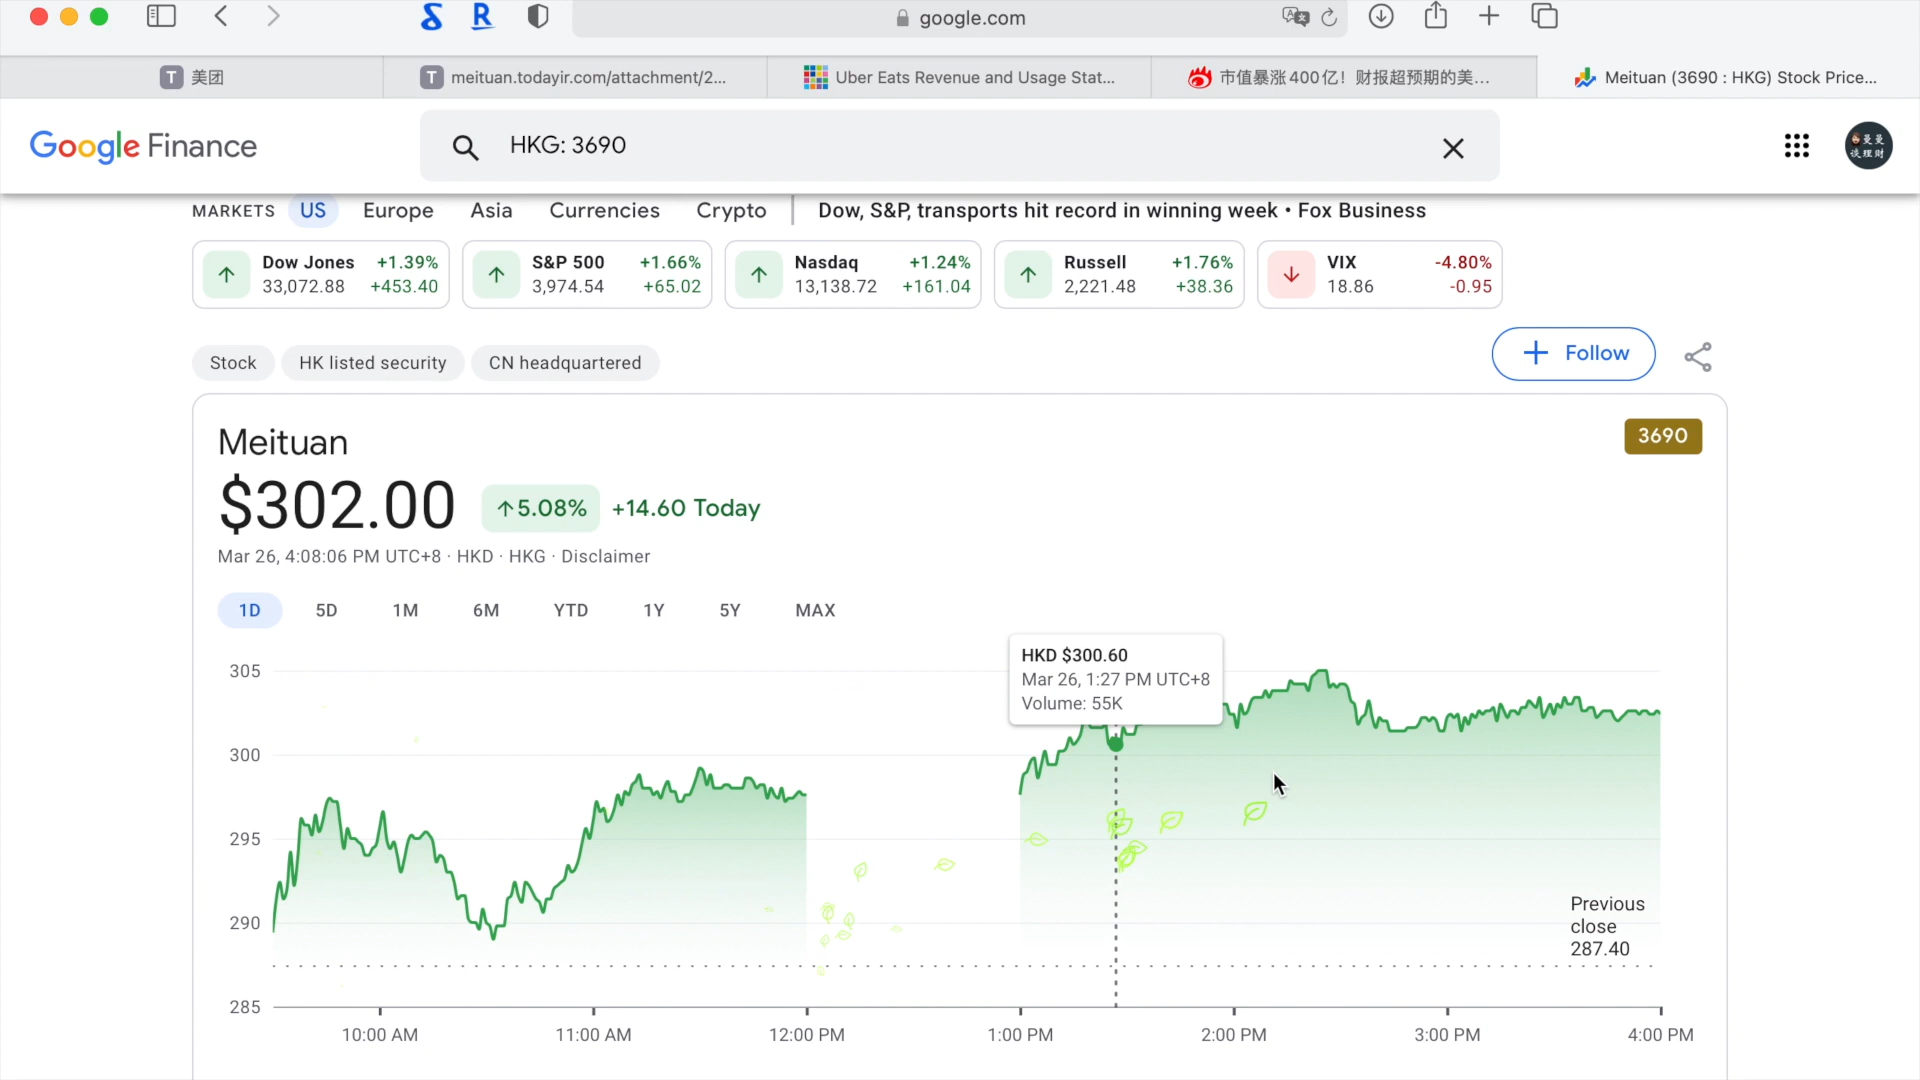 google.com
美团
meituan.todayir.com/attachment/2...
Uber Eats Revenue and Usage Stat...
市值暴涨400亿！财报超预期的美...
Meituan (3690 : HKG) Stock Price...
Google Finance
HKG: 3690
曼曼
谈理财
MARKETS US Europe Asia Currencies Crypto
Dow, S&P, transports hit record in winning week • Fox Business
Dow Jones +1.39%
33,072.88 +453.40
S&P 500 +1.66%
3,974.54 +65.02
Nasdaq +1.24%
13,138.72 +161.04
Russell +1.76%
2,221.48 +38.36
VIX -4.80%
18.86 -0.95
Stock
HK listed security
CN headquartered
Follow
Meituan
3690
$302.00 5.08% +14.60 Today
Mar 26, 4:08:06 PM UTC+8 · HKD · HKG · Disclaimer
1D 5D 1M 6M YTD 1Y 5Y MAX
HKD $300.60
Mar 26, 1:27 PM UTC+8
Volume: 55K
305
300
295
290
285
Previous
close
287.40
10:00 AM 11:00 AM 12:00 PM 1:00 PM 2:00 PM 3:00 PM 4:00 PM